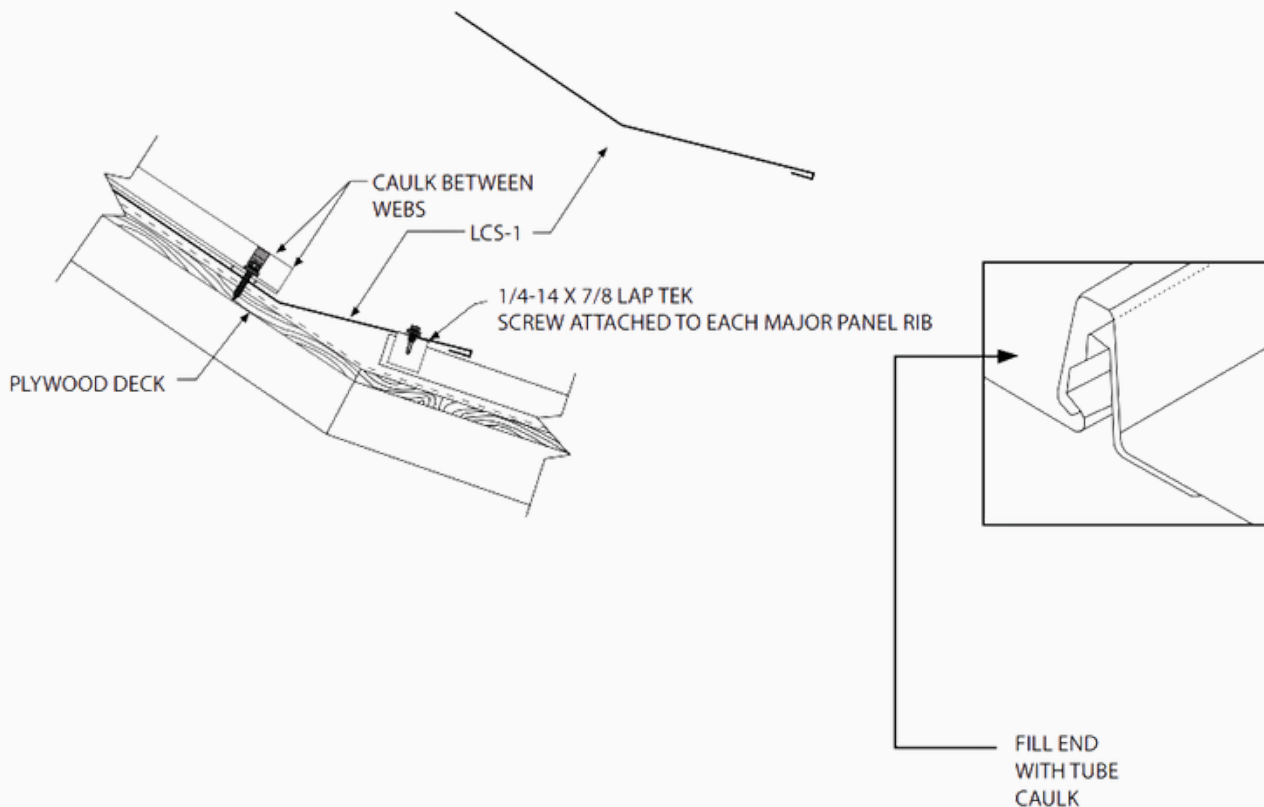 CAULK BETWEEN
WEBS
LCS-1
1/4-14 X 7/8 LAP TEK
SCREW ATTACHED TO EACH MAJOR PANEL RIB
PLYWOOD DECK
FILL END
WITH TUBE
CAULK